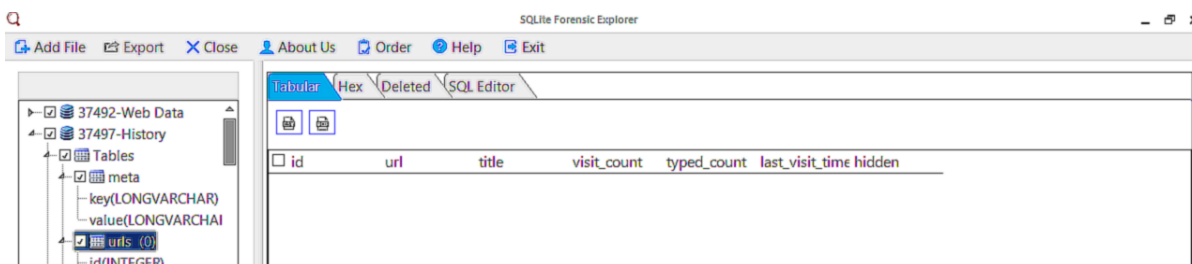 SQLite Forensic Explorer
Add File Export Close About Us Order Help Exit
Tabular Hex Deleted SQL Editor
37492-Web Data
37497-History
Tables
meta
key(LONGVARCHAR)
value(LONGVARCHAI
urls (0)
id(INTEGER)
id url title visit_count typed_count last_visit_time hidden